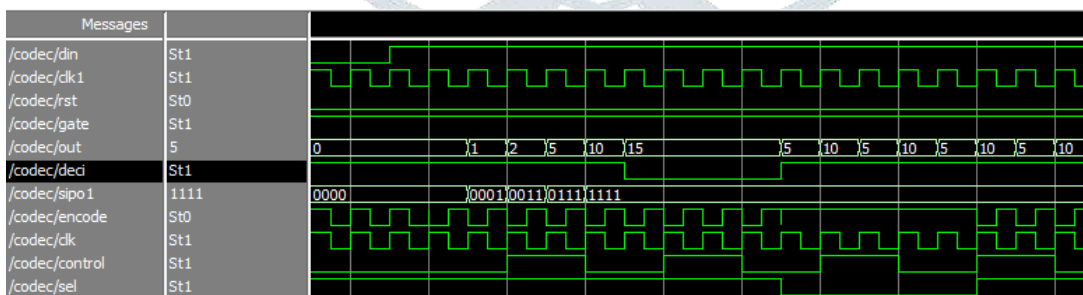 Messages
/codec/din St1
/codec/clk1 St1
/codec/rst St0
/codec/gate St1
/codec/out 5 0 1 2 5 10 15 5 10 5 10 5 10 5 10
/codec/deci St1
/codec/sipo1 1111 0000 0001 0011 0111 1111
/codec/encode St0
/codec/clk St1
/codec/control St1
/codec/sel St1